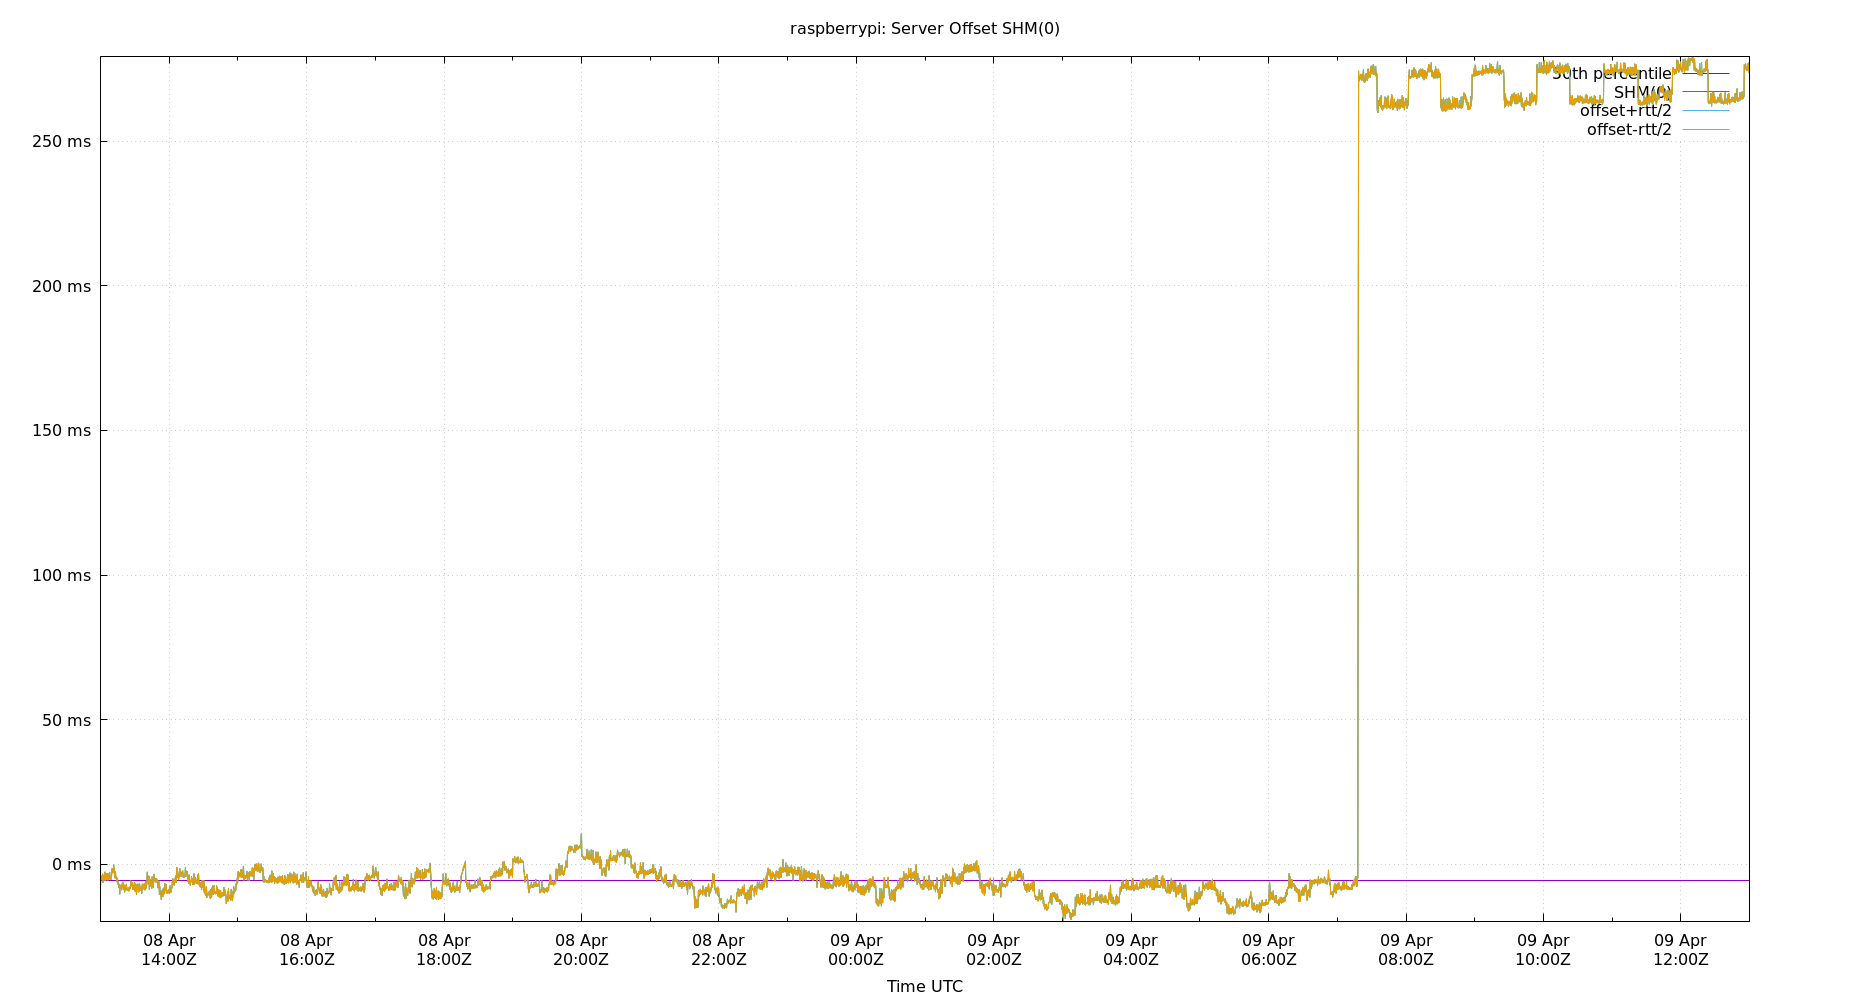 raspberrypi: Server Offset SHM(0)
50th percentile
SHM(0)
offset+rtt/2
offset-rtt/2
250 ms
200 ms
150 ms
100 ms
50 ms
0 ms
08 Apr 08 Apr 08 Apr 08 Apr 08 Apr 09 Apr 09 Apr 09 Apr 09 Apr 09 Apr 09 Apr 09 Apr
14:00Z 16:00Z 18:00Z 20:00Z 22:00Z 00:00Z 02:00Z 04:00Z 06:00Z 08:00Z 10:00Z 12:00Z
Time UTC